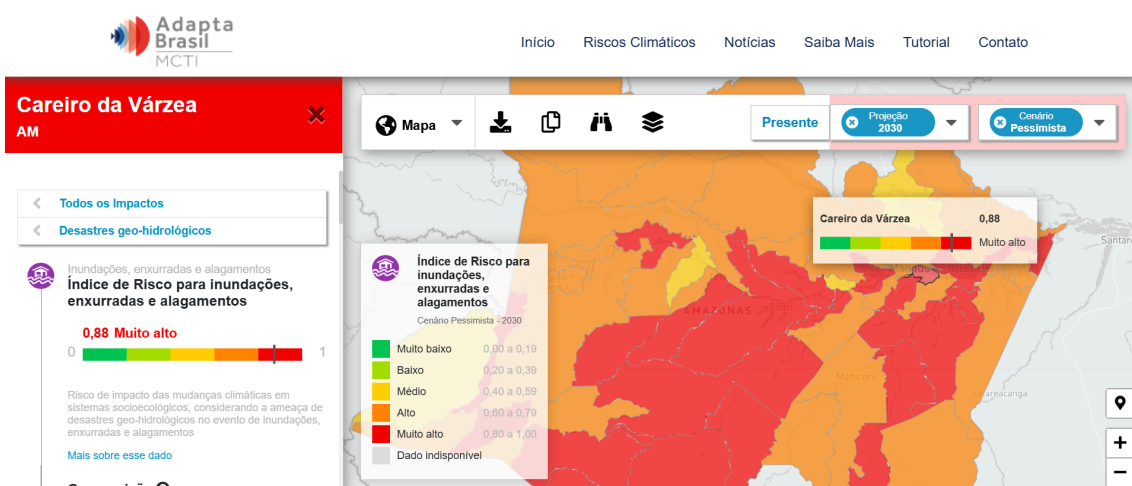 Adapta
Brasil
MCTI
Início Riscos Climáticos Notícias Saiba Mais Tutorial Contato
Careiro da Várzea
AM
Todos os Impactos
Desastres geo-hidrológicos
Inundações, enxurradas e alagamentos
Índice de Risco para inundações,
enxurradas e alagamentos
0,88 Muito alto
0 1
Risco de impacto das mudanças climáticas em
sistemas socioecológicos, considerando a ameaça de
desastres geo-hidrológicos no evento de inundações,
enxurradas e alagamentos
Mais sobre esse dado
Mapa
Presente
Projeção
2030
Cenário
Pessimista
Careiro da Várzea 0,88
Muito alto
Índice de Risco para
inundações,
enxurradas e
alagamentos
Cenário Pessimista - 2030
Muito baixo 0,00 a 0,19
Baixo 0,20 a 0,39
Médio 0,40 a 0,59
Alto 0,60 a 0,79
Muito alto 0,80 a 1,00
Dado indisponível
AMAZONAS
Manicoré
+
−